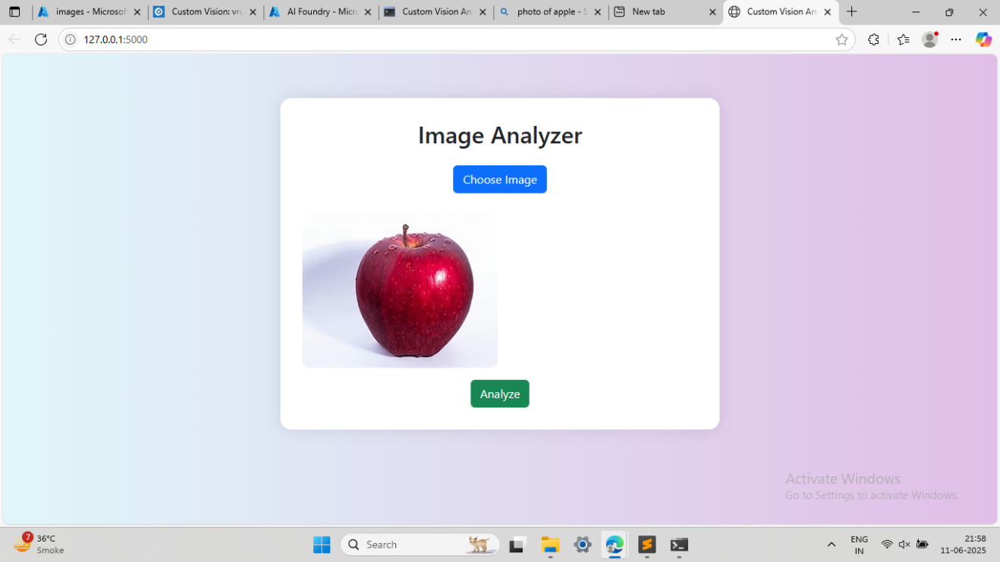 images - Microsof
Custom Vision: vru
AI Foundry - Micro
Custom Vision An
photo of apple - S
New tab
Custom Vision An
127.0.0.1:5000
Image Analyzer
Choose Image
Analyze
Activate Windows
Go to Settings to activate Windows.
7
36°C
Smoke
Search
ENG
IN
21:58
11-06-2025